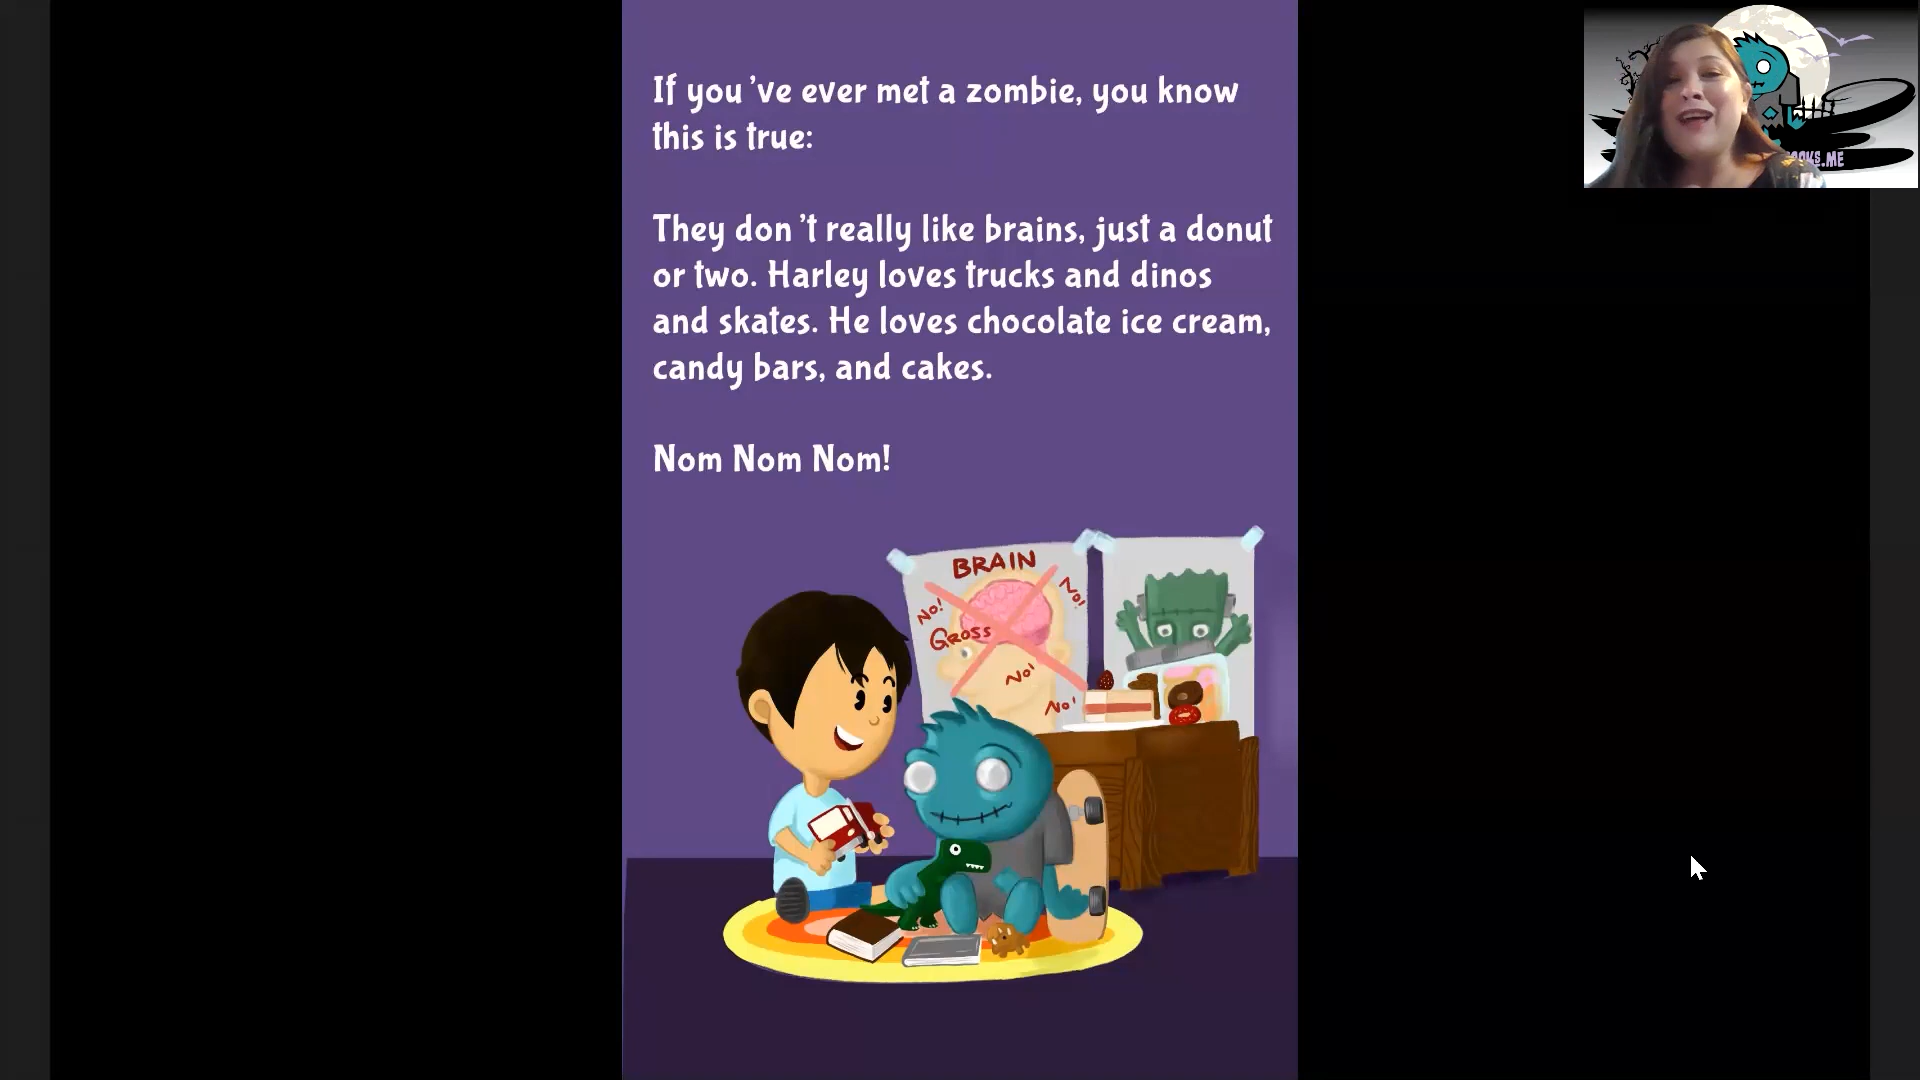 If you've ever met a zombie, you know
this is true:
They don't really like brains, just a donut
or two. Harley loves trucks and dinos
and skates. He loves chocolate ice cream,
candy bars, and cakes.
Nom Nom Nom!
BRAIN
No!
No!
Gross
No!
No!